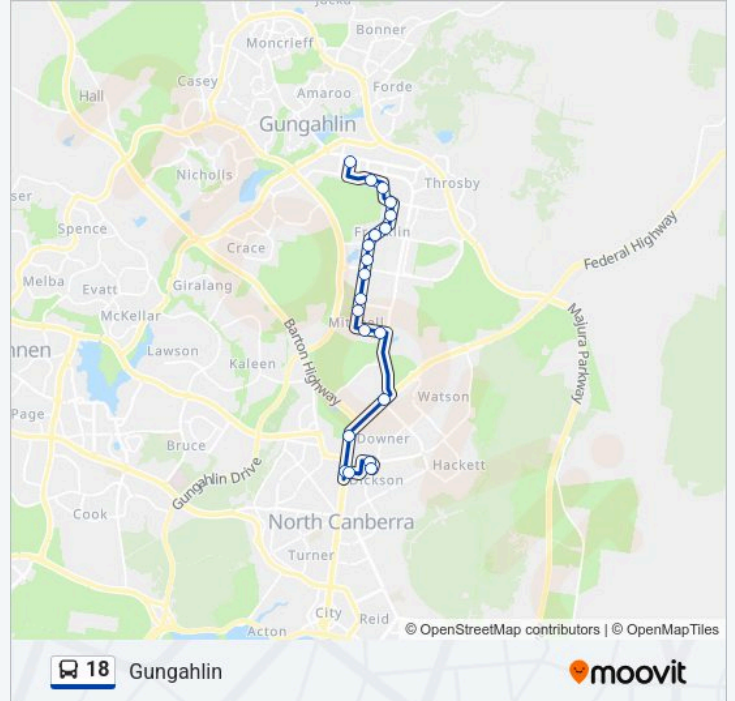 Jacka
Bonner
Moncrieff
Casey
Forde
Hall
Amaroo
Gungahlin
Nicholls
Throsby
Spence
Franklin
Federal Highway
Crace
Melba
Evatt
Giralang
McKellar
Mitchell
Majura Parkway
Lawson
Barton Highway
Kaleen
Watson
Page
Downer
Bruce
Hackett
Gungahlin Drive
Dickson
Cook
North Canberra
Turner
City
Reid
Acton
© OpenStreetMap contributors | © OpenMapTiles
18 Gungahlin
moovit